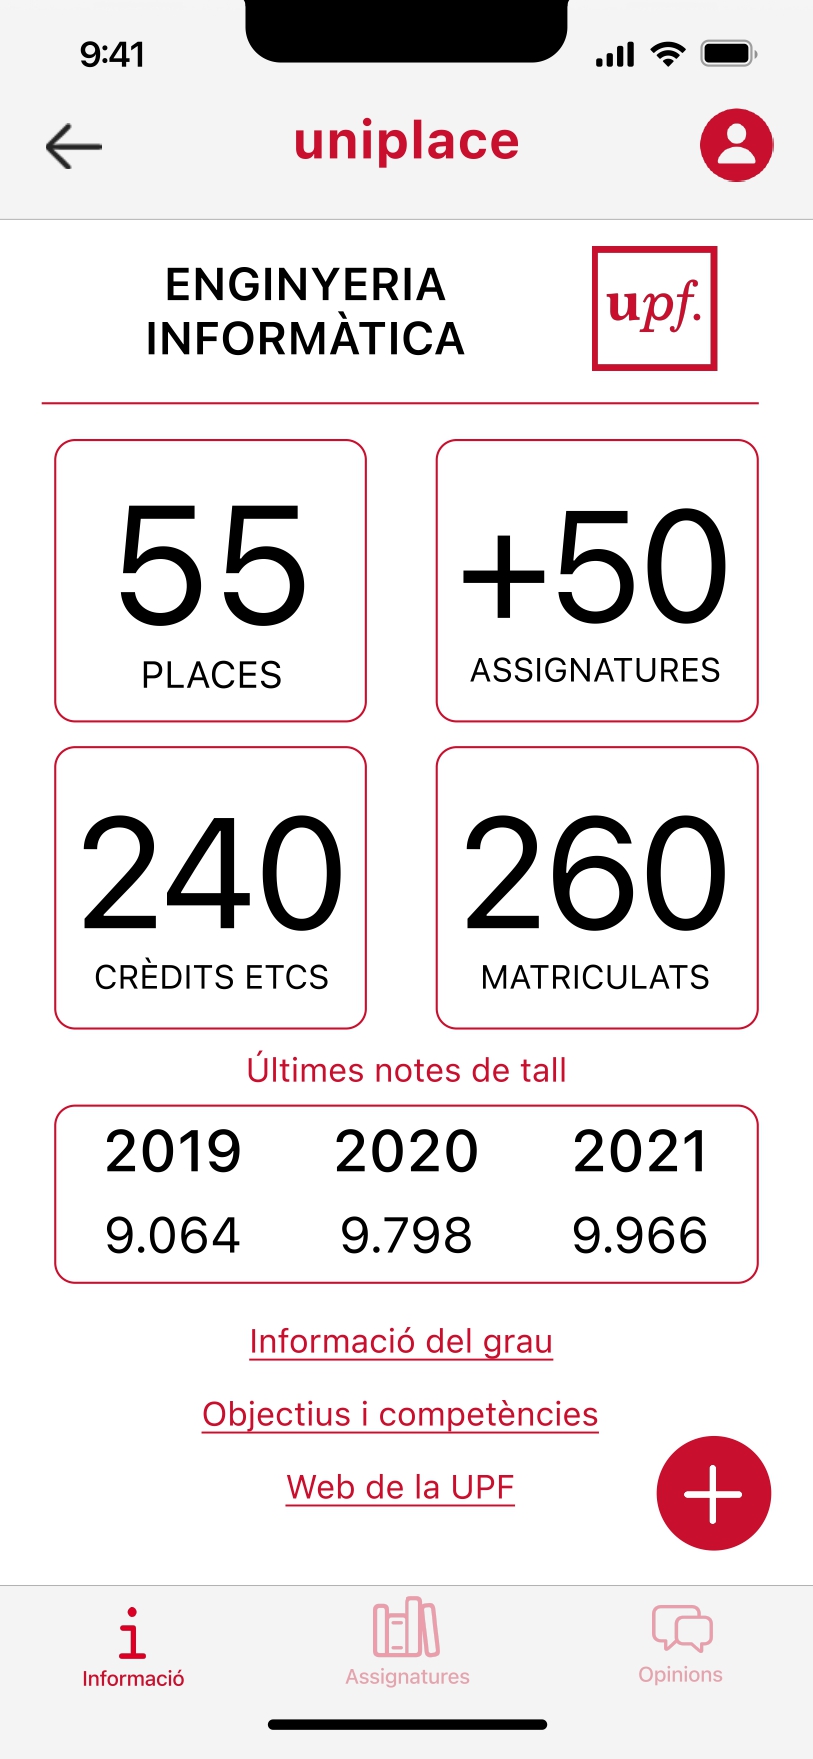 9:41
uniplace
ENGINYERIA
INFORMÀTICA
upf.
55
PLACES
+50
ASSIGNATURES
240
CRÈDITS ETCS
260
MATRICULATS
Últimes notes de tall
2019 2020 2021
9.064 9.798 9.966
Informació del grau
Objectius i competències
Web de la UPF
Informació
Assignatures
Opinions